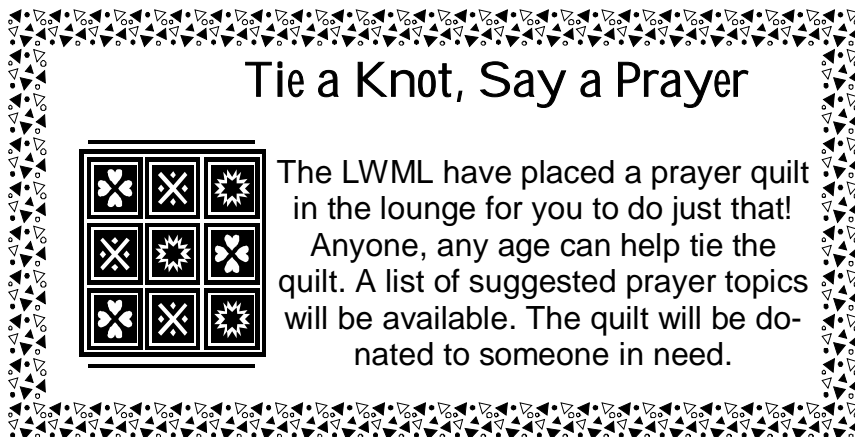 Tie a Knot, Say a Prayer
The LWML have placed a prayer quilt
in the lounge for you to do just that!
Anyone, any age can help tie the
quilt. A list of suggested prayer topics
will be available. The quilt will be do-
nated to someone in need.